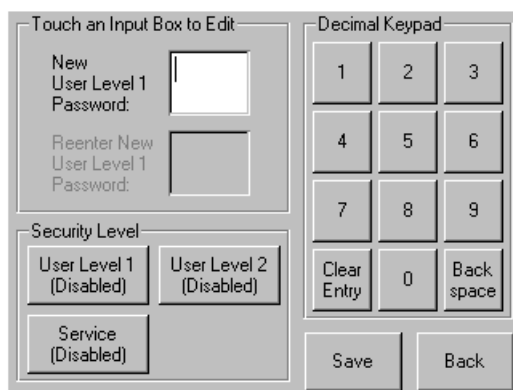 Touch an Input Box to Edit
New
User Level 1
Password:
Reenter New
User Level 1
Password:
Security Level
User Level 1
(Disabled)
User Level 2
(Disabled)
Service
(Disabled)
Decimal Keypad
1
2
3
4
5
6
7
8
9
Clear
Entry
0
Back
space
Save
Back